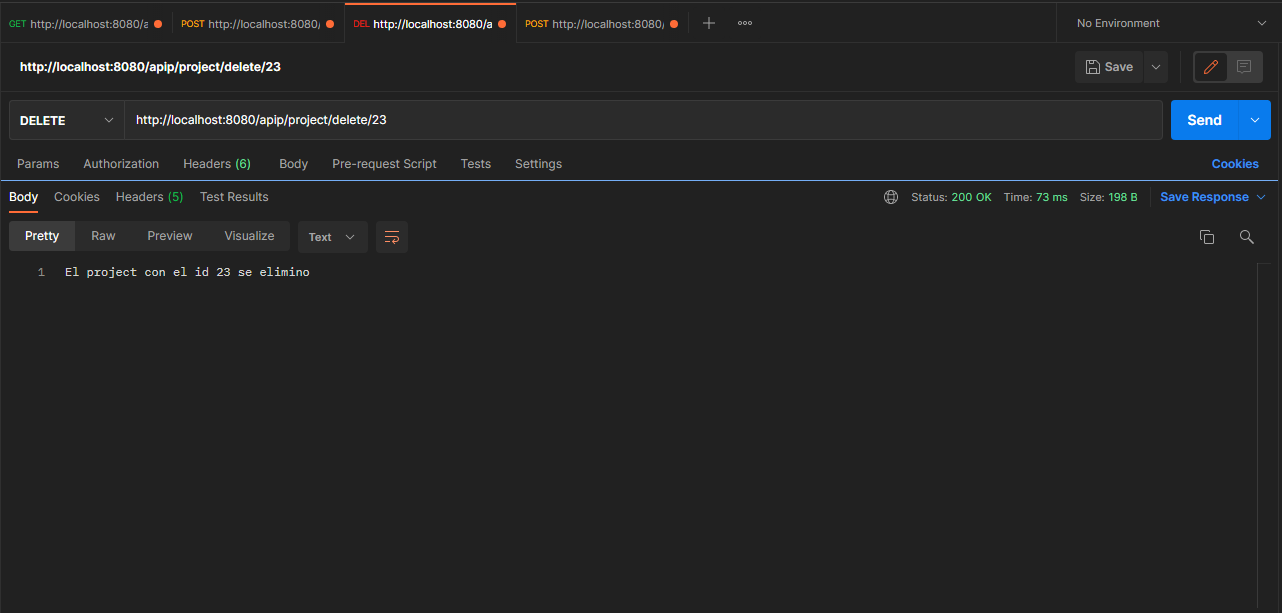 GET http://localhost:8080/a POST http://localhost:8080/ DEL http://localhost:8080/a POST http://localhost:8080/ No Environment
http://localhost:8080/apip/project/delete/23 Save
DELETE http://localhost:8080/apip/project/delete/23 Send
Params Authorization Headers (6) Body Pre-request Script Tests Settings Cookies
Body Cookies Headers (5) Test Results Status: 200 OK Time: 73 ms Size: 198 B Save Response
Pretty Raw Preview Visualize Text
1 El project con el id 23 se elimino